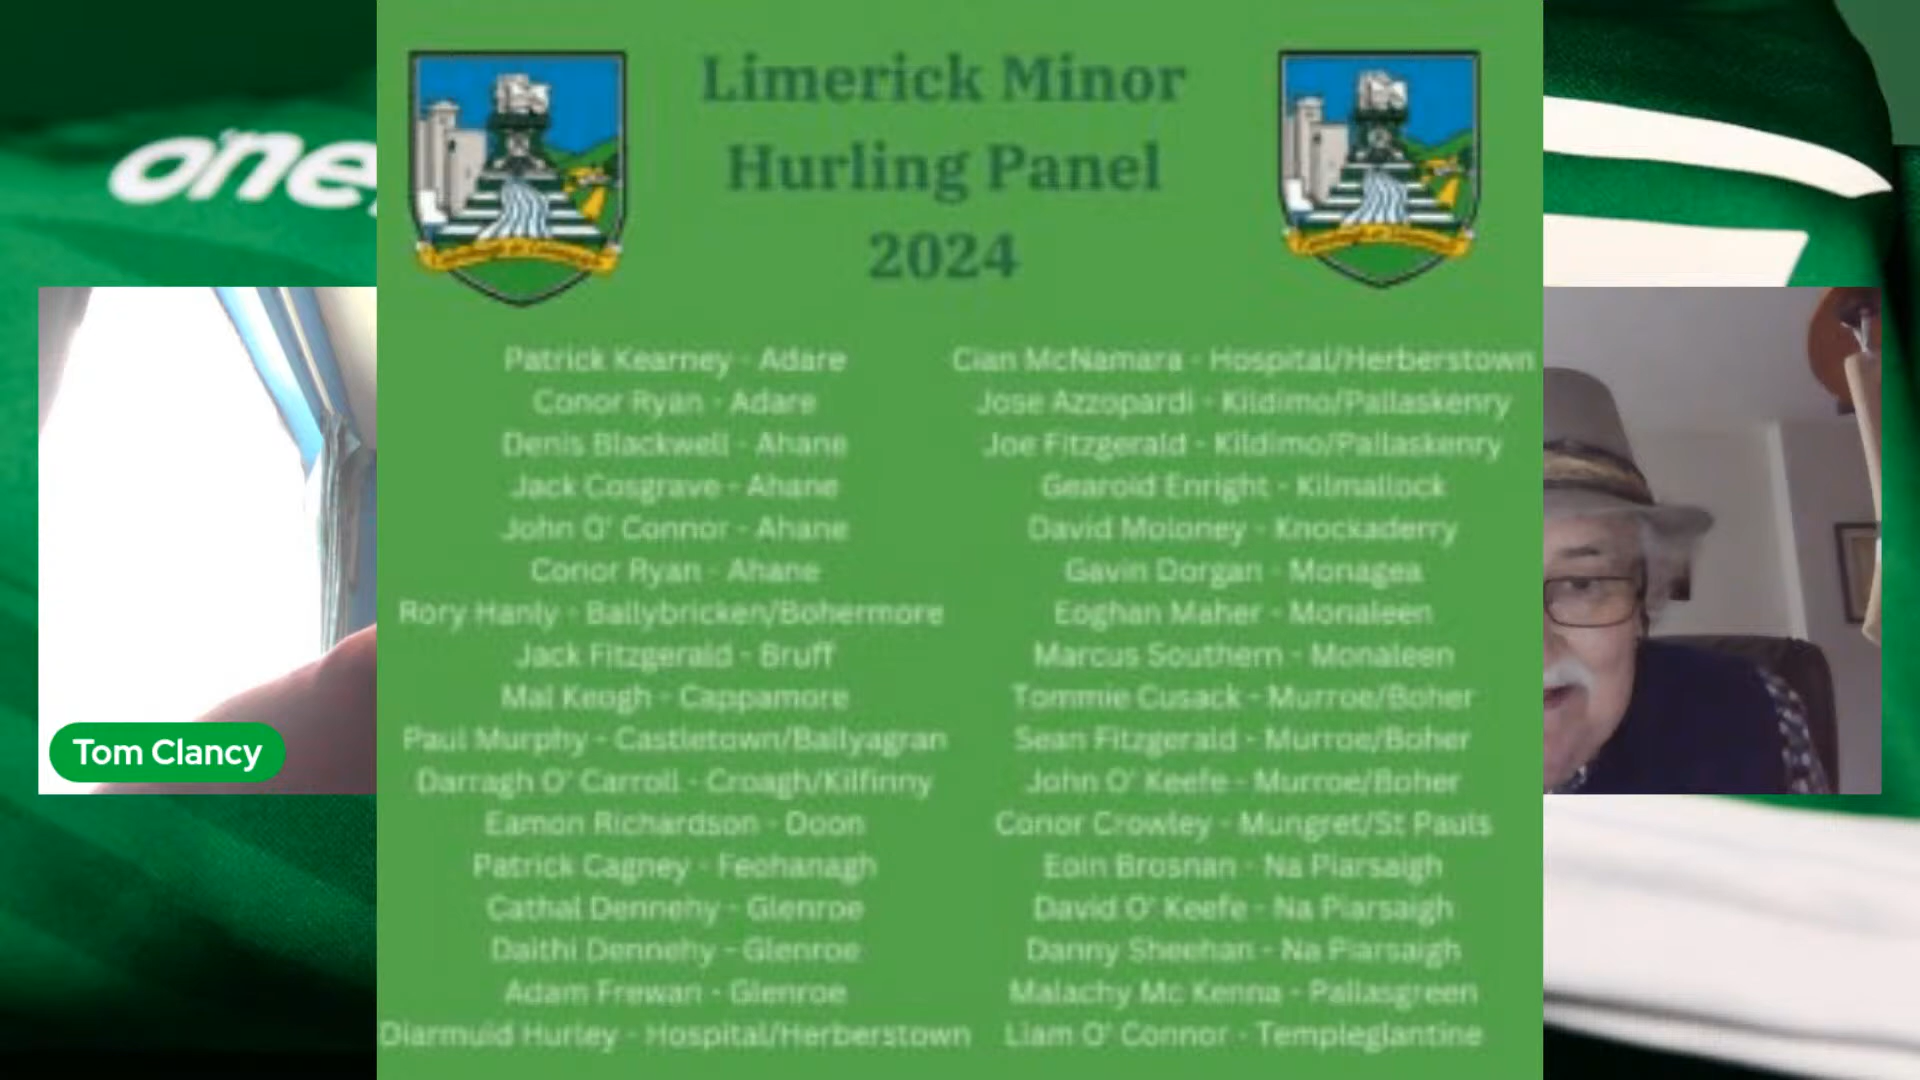 one
Limerick Minor
Hurling Panel
2024
Patrick Kearney - Adare
Conor Ryan - Adare
Denis Blackwell - Ahane
Jack Cosgrave - Ahane
John O' Connor - Ahane
Conor Ryan - Ahane
Rory Hanly - Ballybricken/Bohermore
Jack Fitzgerald - Bruff
Mal Keogh - Cappamore
Paul Morphy - Castletown/Ballyagran
Darragh O' Carroll - Croagh/Kilfinny
Eamon Richardson - Doon
Patrick Cagney - Feohanagh
Cathal Dennehy - Glenroe
Daithi Dennehy - Glenroe
Adam Frewan - Glenroe
Diarmuid Hurley - Hospital/Herberstown
Cian McNamara - Hospital/Herberstown
Jose Azzopardi - Kildimo/Pallaskenry
Joe Fitzgerald - Kildimo/Pallaskenry
Gearoid Enright - Kilmallock
David Moloney - Knockaderry
Gavin Dorgan - Monagea
Eoghan Maher - Monaleen
Marcus Southern - Monaleen
Tommie Cusack - Murroe/Boher
Sean Fitzgerald - Murroe/Boher
John O' Keefe - Murroe/Boher
Conor Crowley - Mungret/St Pauls
Eoin Brosnan - Na Piarsaigh
David O' Keefe - Na Piarsaigh
Danny Sheehan - Na Piarsaigh
Malachy Mc Kenna - Pallasgreen
Liam O' Connor - Templeglantine
Tom Clancy